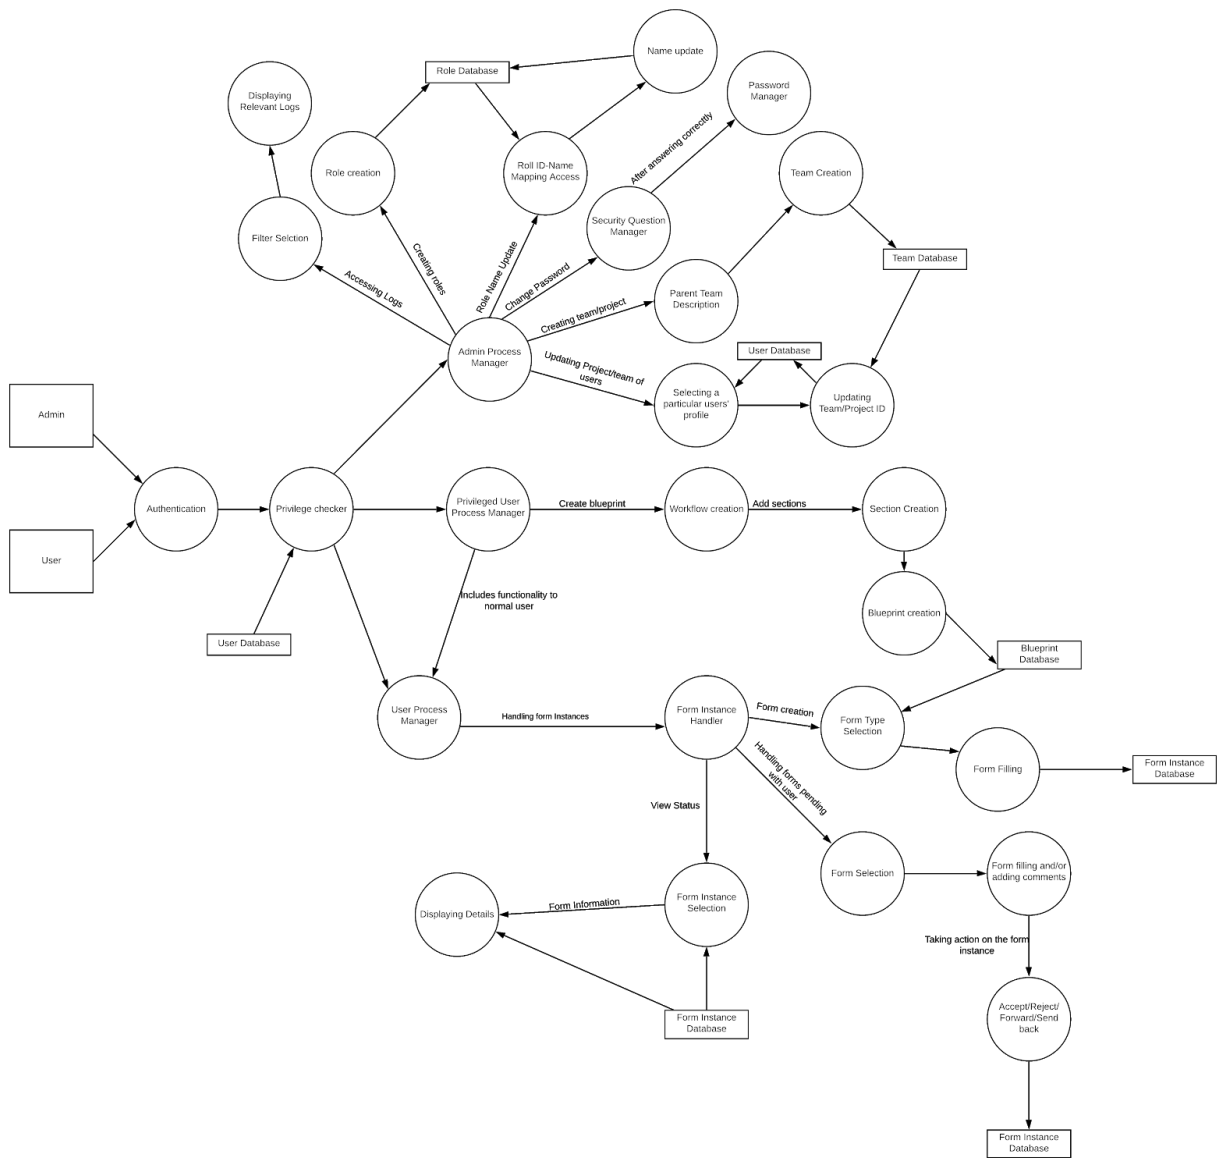 Name update
Role Database
Password
Manager
Displaying
Relevant Logs
After answering correcttly
Role creation
Roll ID-Name
Mapping Access
Team Creation
Security Question
Manager
Filter Selction
Creating roles
Role Name Update
Team Database
Accessing Logs
Change Password
Parent Team
Description
Creating team/project
Admin Process
Manager
User Database
Updating Project/team of
users
Selecting a
particular users'
profile
Updating
Team/Project ID
Admin
Authentication
Privilege checker
Privileged User
Process Manager
Create blueprint
Workflow creation
Add sections
Section Creation
User
Includes functionality to
normal user
Blueprint creation
User Database
Blueprint
Database
User Process
Manager
Handling form Instances
Form Instance
Handler
Form creation
Form Type
Selection
Form Filling
Form Instance
Database
Handling forms pending
with user
View Status
Form Selection
Form filling and/or
adding comments
Form Instance
Selection
Form Information
Displaying Details
Taking action on the form
instance
Form Instance
Database
Accept/Reject/
Forward/Send
back
Form Instance
Database